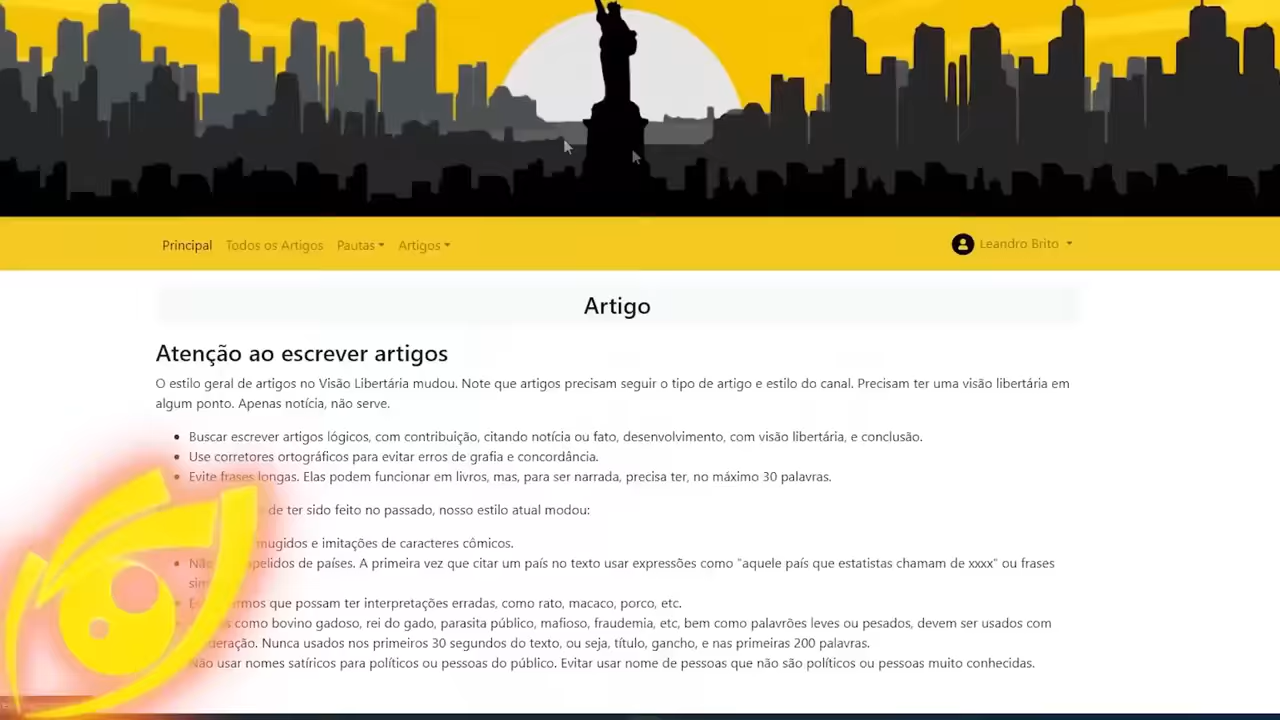 Principal Todos os Artigos Pautas Artigos Leandro Brito
Artigo
Atenção ao escrever artigos
O estilo geral de artigos no Visão Libertária mudou. Note que artigos precisam seguir o tipo de artigo e estilo do canal. Precisam ter uma visão libertária em
algum ponto. Apenas notícia, não serve.
Buscar escrever artigos lógicos, com contribuição, citando notícia ou fato, desenvolvimento, com visão libertária, e conclusão.
Use corretores ortográficos para evitar erros de grafia e concordância.
Evite frases longas. Elas podem funcionar em livros, mas, para ser narrada, precisa ter, no máximo 30 palavras.
de ter sido feito no passado, nosso estilo atual modou:
mugidos e imitações de caracteres cômicos.
apelidos de países. A primeira vez que citar um país no texto usar expressões como "aquele país que estatistas chamam de xxxx" ou frases
que possam ter interpretações erradas, como rato, macaco, porco, etc.
como bovino gadoso, rei do gado, parasita público, mafioso, fraudemia, etc, bem como palavrões leves ou pesados, devem ser usados com
Nunca usados nos primeiros 30 segundos do texto, ou seja, título, gancho, e nas primeiras 200 palavras.
Não usar nomes satíricos para políticos ou pessoas do público. Evitar usar nome de pessoas que não são políticos ou pessoas muito conhecidas.